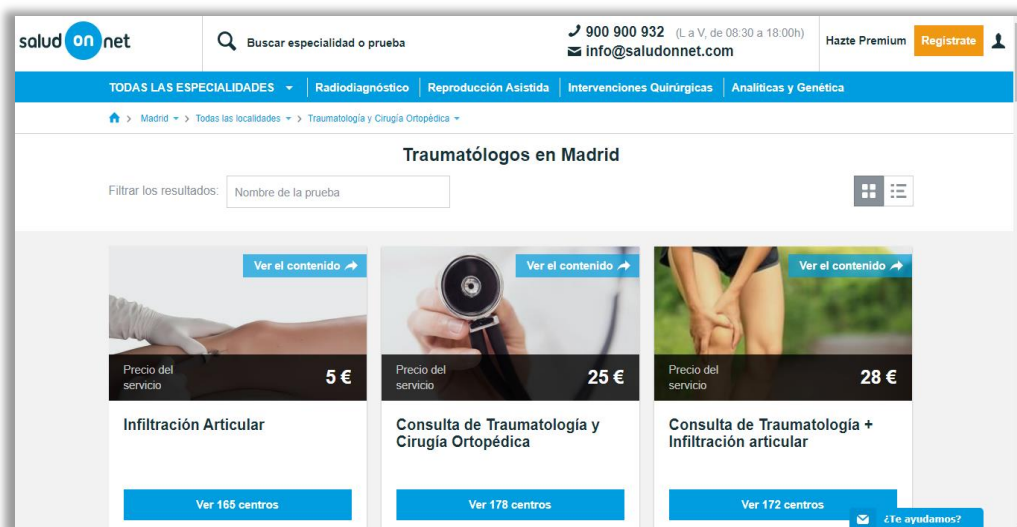 salud on net
Buscar especialidad o prueba
900 900 932 (L a V, de 08:30 a 18:00h)
info@saludonnet.com
Hazte Premium
Regístrate
TODAS LAS ESPECIALIDADES
Radiodiagnóstico
Reproducción Asistida
Intervenciones Quirúrgicas
Analíticas y Genética
> Madrid > Todas las localidades > Traumatología y Cirugía Ortopédica
Traumatólogos en Madrid
Filtrar los resultados:
Nombre de la prueba
Ver el contenido
Precio del
servicio
5 €
Infiltración Articular
Ver 165 centros
Ver el contenido
Precio del
servicio
25 €
Consulta de Traumatología y
Cirugía Ortopédica
Ver 178 centros
Ver el contenido
Precio del
servicio
28 €
Consulta de Traumatología +
Infiltración articular
Ver 172 centros
¿Te ayudamos?